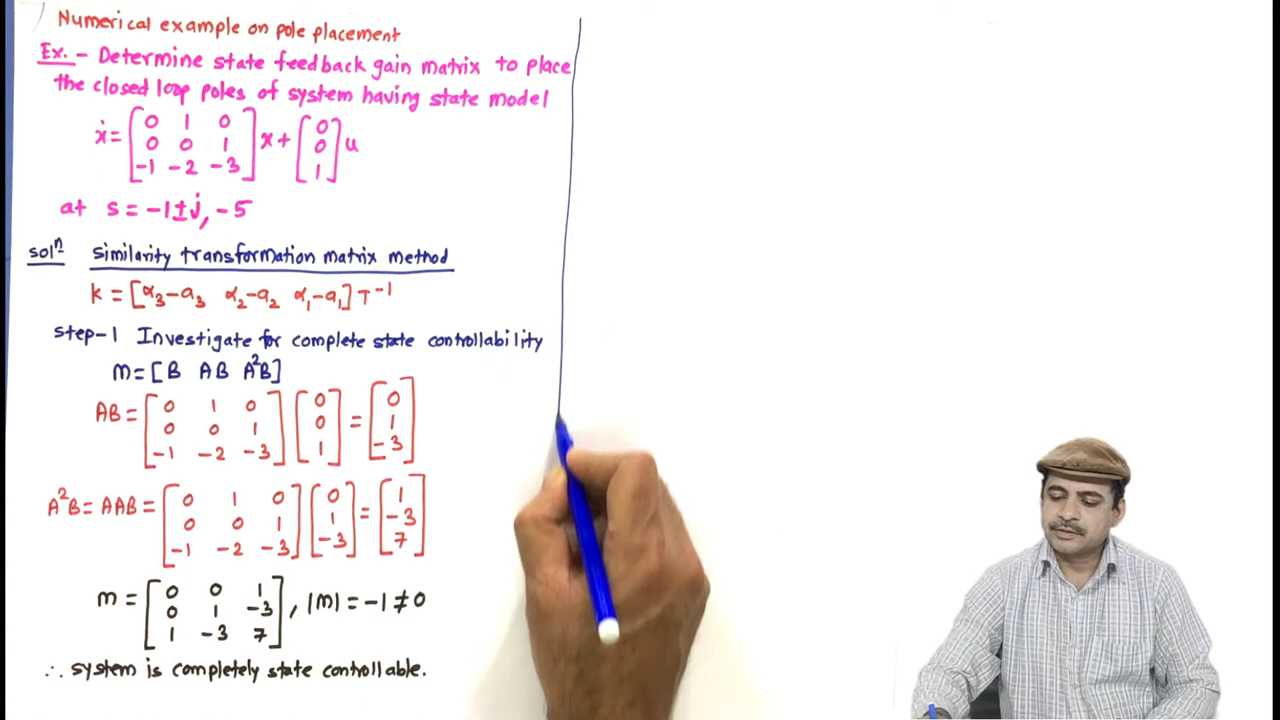 Numerical example on pole placement
Ex. - Determine state feedback gain matrix to place
the closed loop poles of system having state model
ẋ = [0 1 0; 0 0 1; -1 -2 -3] x + [0; 0; 1] u
at s = -1±j, -5
solⁿ Similarity transformation matrix method
K = [α₃-a₃ α₂-a₂ α₁-a₁] T⁻¹
Step-1 Investigate for complete state controllability
m = [B AB A²B]
AB = [0 1 0; 0 0 1; -1 -2 -3] [0; 0; 1] = [0; 1; -3]
A²B = AAB = [0 1 0; 0 0 1; -1 -2 -3] [0; 1; -3] = [1; -3; 7]
m = [0 0 1; 0 1 -3; 1 -3 7], |m| = -1 ≠ 0
∴ system is completely state controllable.